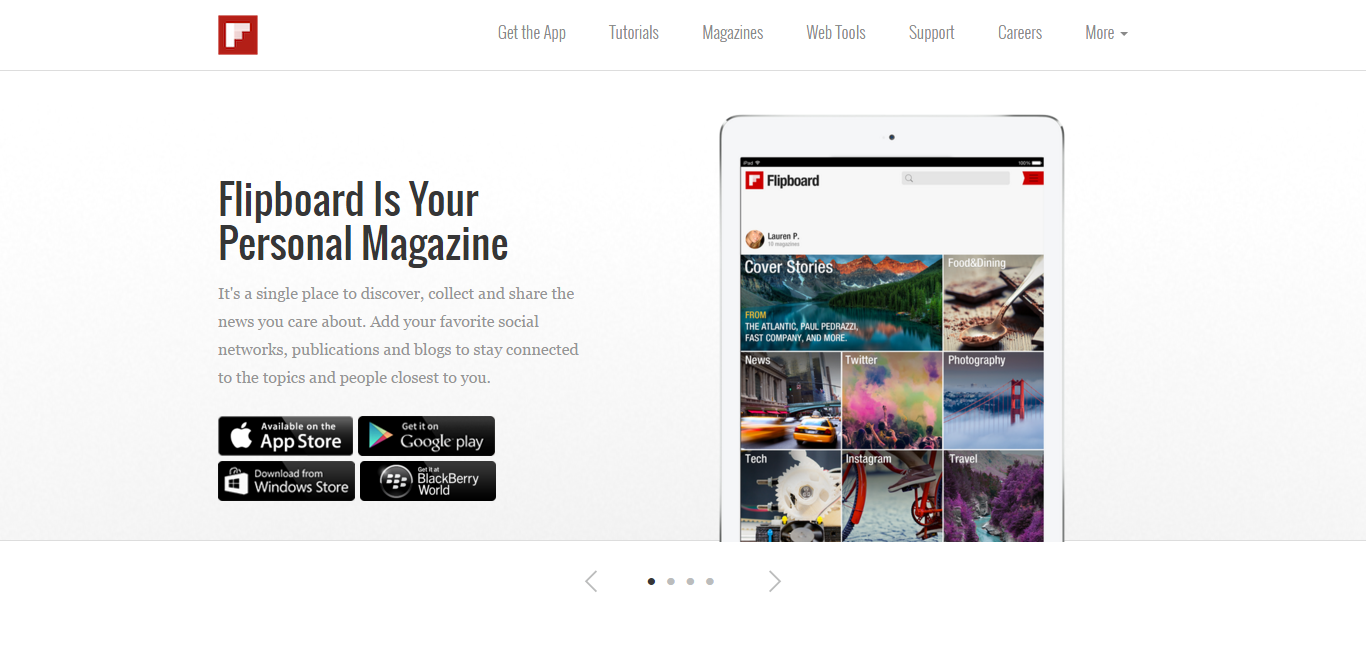 Get the App
Tutorials
Magazines
Web Tools
Support
Careers
More
Flipboard Is Your
Personal Magazine
It's a single place to discover, collect and share the
news you care about. Add your favorite social
networks, publications and blogs to stay connected
to the topics and people closest to you.
Available on the
App Store
Get it on
Google play
Download from
Windows Store
Get it at
BlackBerry
World
iPad
100%
Flipboard
Lauren P.
10 magazines
Cover Stories
FROM
THE ATLANTIC, PAUL PEDRAZZI,
FAST COMPANY, AND MORE.
Food&Dining
News
Twitter
Photography
Tech
Instagram
Travel